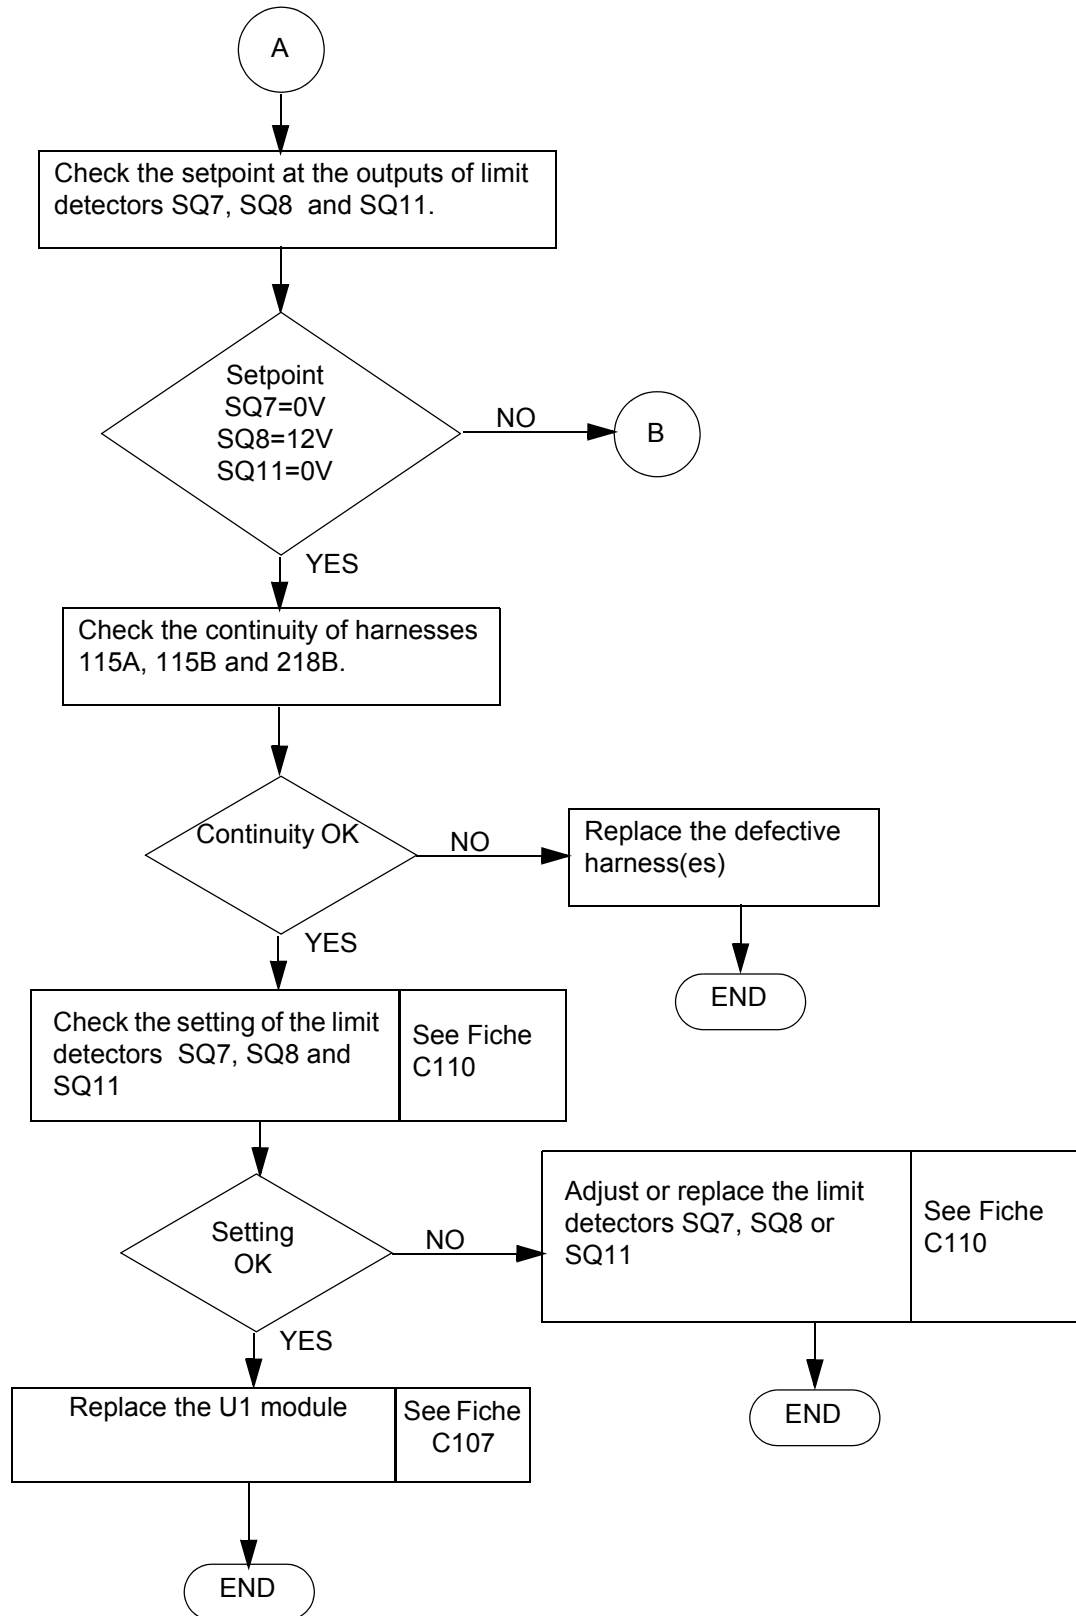 A
Check the setpoint at the outputs of limit
detectors SQ7, SQ8 and SQ11.
Setpoint
SQ7=0V
SQ8=12V
SQ11=0V
NO
B
YES
Check the continuity of harnesses
115A, 115B and 218B.
Continuity OK
NO
Replace the defective
harness(es)
END
YES
Check the setting of the limit
detectors SQ7, SQ8 and
SQ11
See Fiche
C110
Setting
OK
NO
Adjust or replace the limit
detectors SQ7, SQ8 or
SQ11
See Fiche
C110
END
YES
Replace the U1 module
See Fiche
C107
END